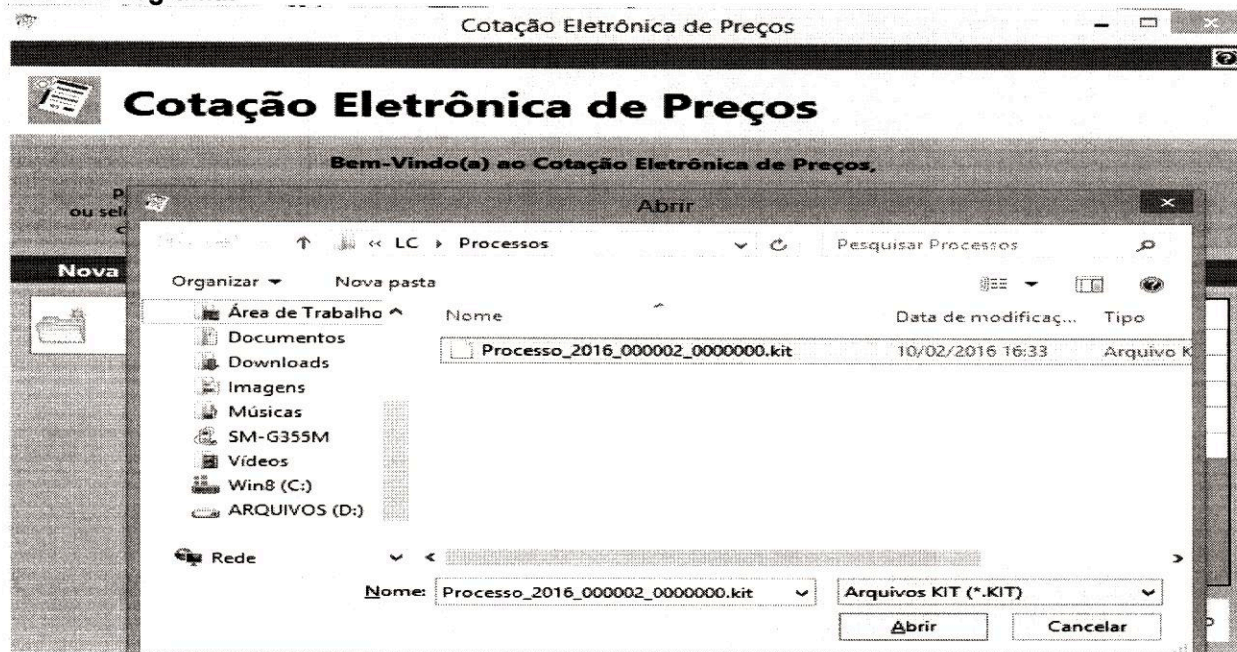 Cotação Eletrônica de Preços
Cotação Eletrônica de Preços
Bem-Vindo(a) ao Cotação Eletrônica de Preços,
P
ou sel
c
Abrir
« LC ▸ Processos
Pesquisar Processos
Nova
Organizar
Nova pasta
Área de Trabalho
Nome
Data de modificaç...
Tipo
Documentos
Processo_2016_000002_0000000.kit
10/02/2016 16:33
Arquivo K
Downloads
Imagens
Músicas
SM-G355M
Vídeos
Win8 (C:)
ARQUIVOS (D:)
Rede
Nome:
Processo_2016_000002_0000000.kit
Arquivos KIT (*.KIT)
Abrir
Cancelar